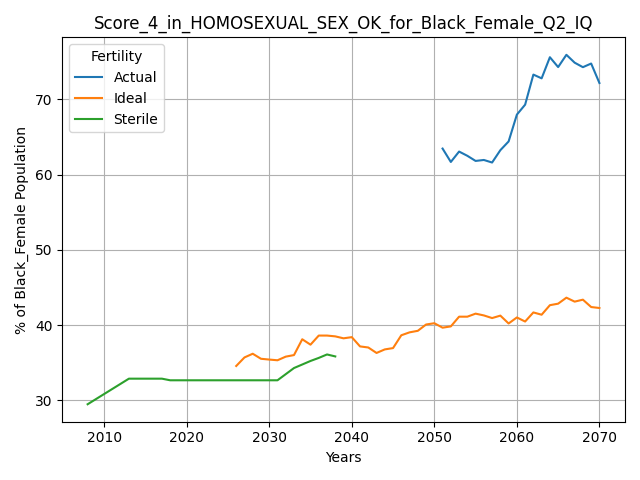 Score_4_in_HOMOSEXUAL_SEX_OK_for_Black_Female_Q2_IQ
Fertility
Actual
Ideal
Sterile
% of Black_Female Population
70
60
50
40
30
2010 2020 2030 2040 2050 2060 2070
Years